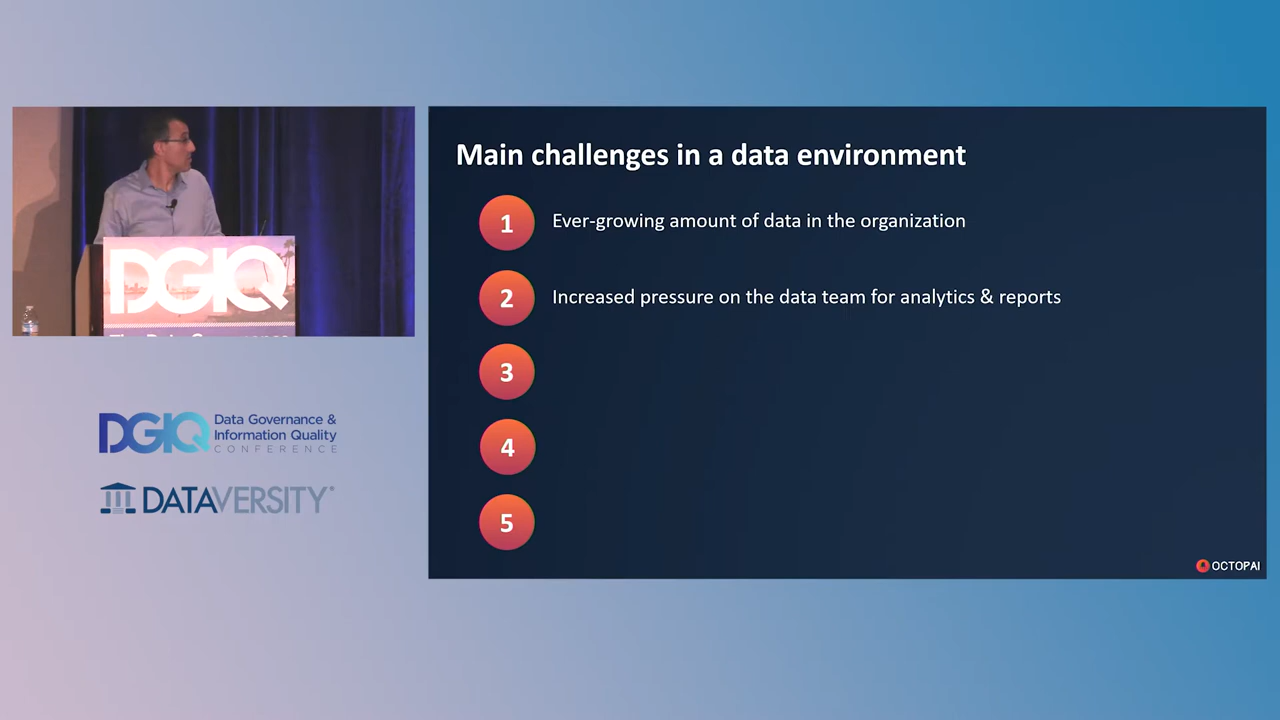 Main challenges in a data environment
1 Ever-growing amount of data in the organization
2 Increased pressure on the data team for analytics & reports
3
4
5
OCTOPAI
DGIQ
DGIQ Data Governance &
Information Quality
CONFERENCE
DATAVERSITY